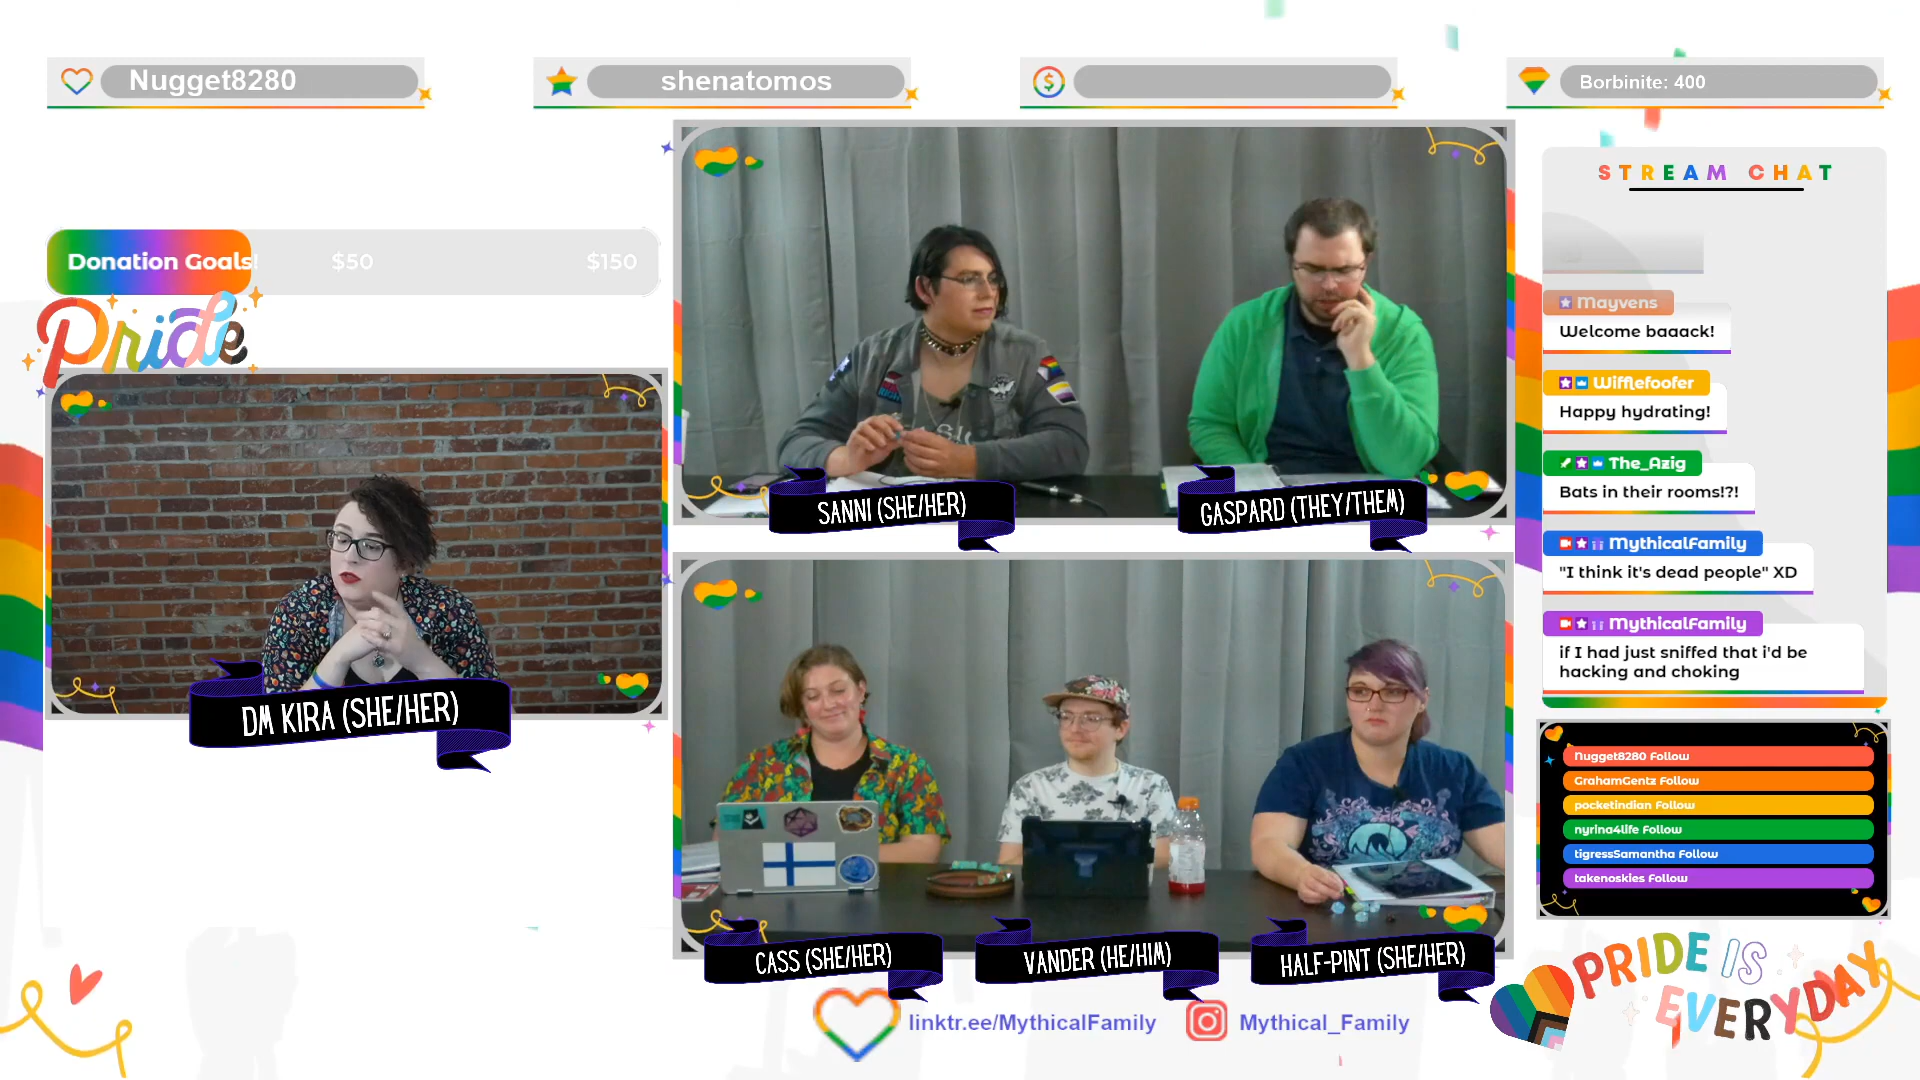 Nugget8280
shenatomos
Borbinite: 400
Donation Goals!
$50
$150
Pride
DM KIRA (SHE/HER)
SANNI (SHE/HER)
GASPARD (THEY/THEM)
CASS (SHE/HER)
VANDER (HE/HIM)
HALF-PINT (SHE/HER)
STREAM CHAT
Mayvens
Welcome baaack!
Wifflefoofer
Happy hydrating!
The_Azig
Bats in their rooms!?!
MythicalFamily
"I think it's dead people" XD
MythicalFamily
if I had just sniffed that i'd be
hacking and choking
Nugget8280 Follow
GrahamGentz Follow
pocketindian Follow
nyrina4life Follow
tigressSamantha Follow
takenoskies Follow
PRIDE IS
EVERYDAY
linktr.ee/MythicalFamily
Mythical_Family